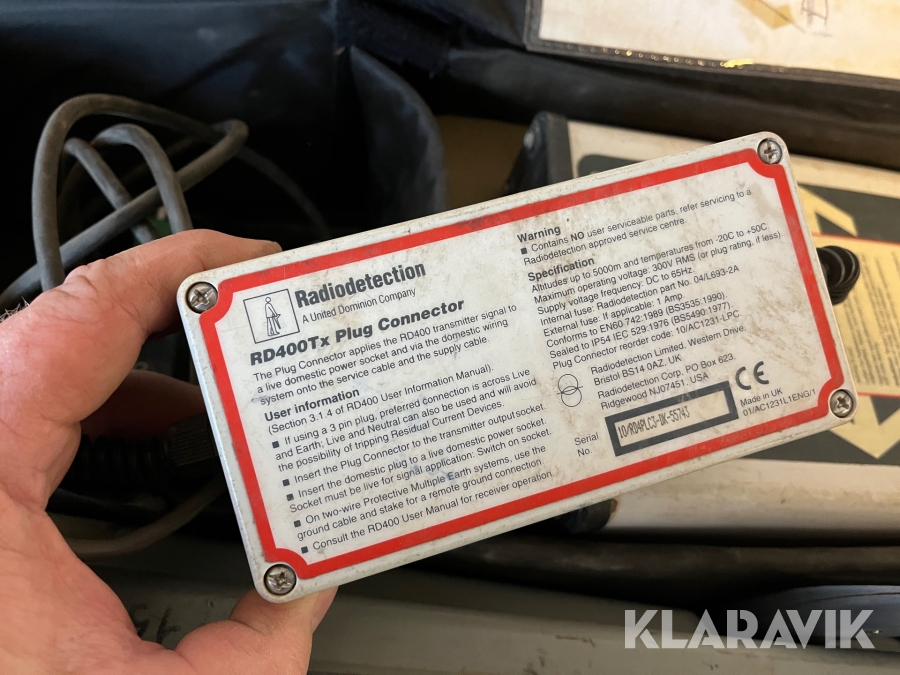 Radiodetection
A United Dominion Company
RD400Tx Plug Connector
The Plug Connector applies the RD400 transmitter signal to
a live domestic power socket and via the domestic wiring
system onto the service cable and the supply cable.
User information
(Section 3.1.4 of RD400 User Information Manual).
■ If using a 3 pin plug, preferred connection is across Live
and Earth; Live and Neutral can also be used and will avoid
the possibility of tripping Residual Current Devices.
■ Insert the Plug Connector to the transmitter output socket.
■ Insert the domestic plug to a live domestic power socket.
Socket must be live for signal application: Switch on socket.
■ On two-wire Protective Multiple Earth systems, use the
ground cable and stake for a remote ground connection.
■ Consult the RD400 User Manual for receiver operation.
Warning
■ Contains NO user serviceable parts, refer servicing to a
Radiodetection approved service centre.
Specification
Altitudes up to 5000m and temperatures from -20C to +50C.
Maximum operating voltage: 300V RMS (or plug rating, if less).
Supply voltage frequency: DC to 65Hz.
Internal fuse: Radiodetection part No. 04/L693-2A
External fuse: If applicable: 1 Amp.
Conforms to EN60 742:1989 (BS3535:1990).
Sealed to IP54 IEC 529:1976 (BS5490:1977).
Plug Connector reorder code: 10/AC1231-LPC
Radiodetection Limited, Western Drive,
Bristol BS14 0AZ, UK
Radiodetection Corp, PO Box 623,
Ridgewood NJ07451, USA
CE
Serial
No.
10/RD4PLC3-DK-55743
Made in UK
01/AC1231L1ENG/1
KLARAVIK